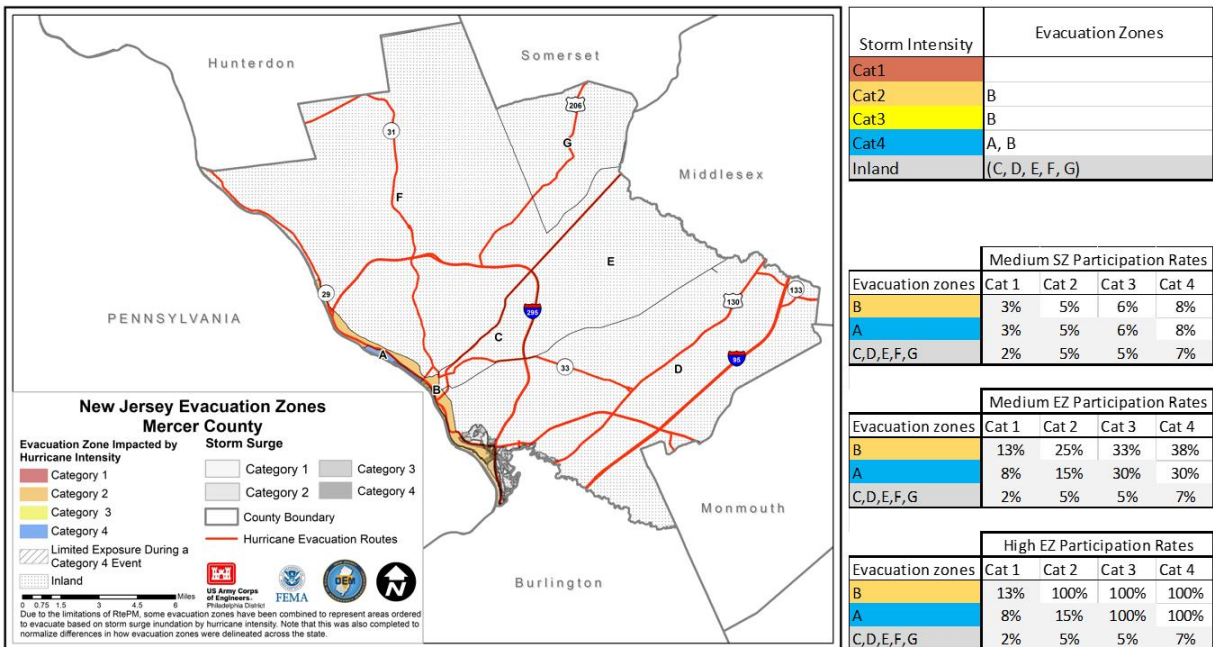 Hunterdon
Somerset
Middlesex
Monmouth
Burlington
PENNSYLVANIA
206
31
G
F
E
29
295
130
133
C
A
33
95
D
B
New Jersey Evacuation Zones
Mercer County
Evacuation Zone Impacted by
Hurricane Intensity
Category 1
Category 2
Category 3
Category 4
Limited Exposure During a
Category 4 Event
Inland
Storm Surge
Category 1
Category 2
Category 3
Category 4
County Boundary
Hurricane Evacuation Routes
US Army Corps
of Engineers®
Philadelphia District
FEMA
OEM
N
Miles
0 0.75 1.5 3 4.5 6
Due to the limitations of RtePM, some evacuation zones have been combined to represent areas ordered
to evacuate based on storm surge inundation by hurricane intensity. Note that this was also completed to
normalize differences in how evacuation zones were delineated across the state.
Storm Intensity Evacuation Zones
Cat1
Cat2 B
Cat3 B
Cat4 A, B
Inland (C, D, E, F, G)
Medium SZ Participation Rates
Evacuation zones Cat 1 Cat 2 Cat 3 Cat 4
B 3% 5% 6% 8%
A 3% 5% 6% 8%
C,D,E,F,G 2% 5% 5% 7%
Medium EZ Participation Rates
Evacuation zones Cat 1 Cat 2 Cat 3 Cat 4
B 13% 25% 33% 38%
A 8% 15% 30% 30%
C,D,E,F,G 2% 5% 5% 7%
High EZ Participation Rates
Evacuation zones Cat 1 Cat 2 Cat 3 Cat 4
B 13% 100% 100% 100%
A 8% 15% 100% 100%
C,D,E,F,G 2% 5% 5% 7%